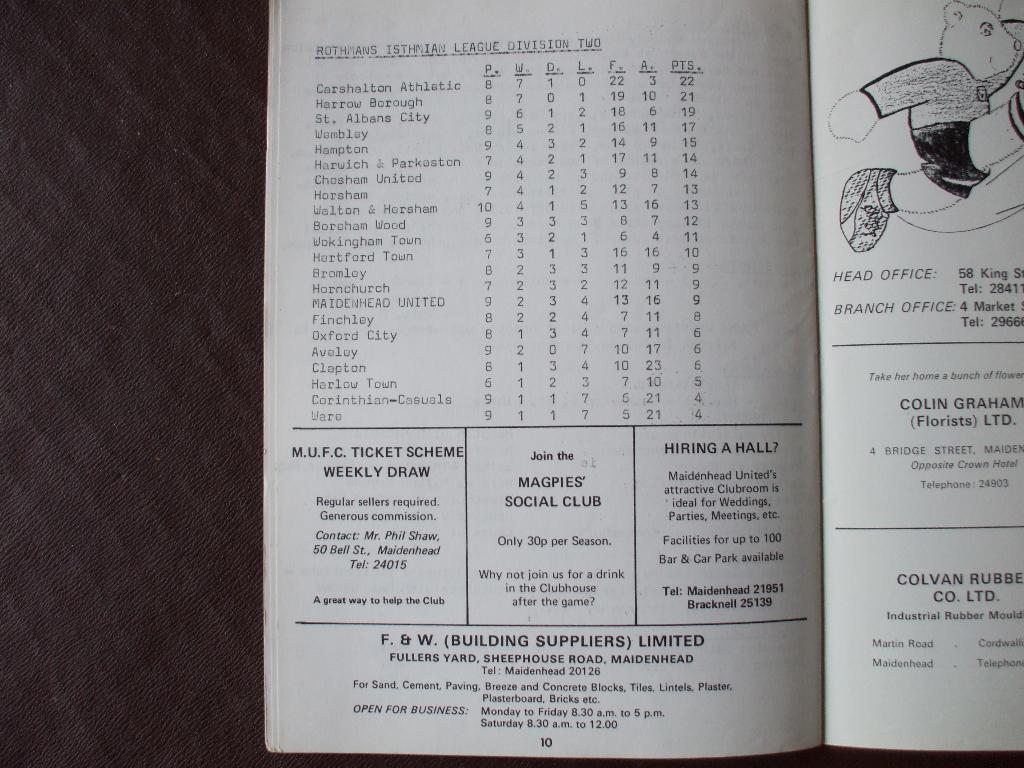 ROTHMANS ISTHMIAN LEAGUE DIVISION TWO
P. W. D. L. F. A. PTS.
Carshalton Athletic 8 7 1 0 22 3 22
Harrow Borough 8 7 0 1 19 10 21
St. Albans City 9 6 1 2 18 6 19
Wembley 8 5 2 1 16 11 17
Hampton 9 4 3 2 14 9 15
Harwich & Parkeston 7 4 2 1 17 11 14
Chesham United 9 4 2 3 9 8 14
Horsham 7 4 1 2 12 7 13
Walton & Hersham 10 4 1 5 13 16 13
Boreham Wood 9 3 3 3 8 7 12
Wokingham Town 6 3 2 1 6 4 11
Hertford Town 7 3 1 3 16 16 10
Bromley 8 2 3 3 11 9 9
Hornchurch 7 2 3 2 12 11 9
MAIDENHEAD UNITED 9 2 3 4 13 16 9
Finchley 8 2 2 4 7 11 8
Oxford City 8 1 3 4 7 11 6
Aveley 9 2 0 7 10 17 6
Clapton 8 1 3 4 10 23 6
Harlow Town 6 1 2 3 7 10 5
Corinthian-Casuals 9 1 1 7 6 21 4
Ware 9 1 1 7 5 21 4
M.U.F.C. TICKET SCHEME
WEEKLY DRAW
Regular sellers required.
Generous commission.
Contact: Mr. Phil Shaw,
50 Bell St., Maidenhead
Tel: 24015
A great way to help the Club
Join the
MAGPIES'
SOCIAL CLUB
Only 30p per Season.
Why not join us for a drink
in the Clubhouse
after the game?
HIRING A HALL?
Maidenhead United's
attractive Clubroom is
ideal for Weddings,
Parties, Meetings, etc.
Facilities for up to 100
Bar & Car Park available
Tel: Maidenhead 21951
Bracknell 25139
F. & W. (BUILDING SUPPLIERS) LIMITED
FULLERS YARD, SHEEPHOUSE ROAD, MAIDENHEAD
Tel: Maidenhead 20126
For Sand, Cement, Paving, Breeze and Concrete Blocks, Tiles, Lintels, Plaster,
Plasterboard, Bricks etc.
OPEN FOR BUSINESS: Monday to Friday 8.30 a.m. to 5 p.m.
Saturday 8.30 a.m. to 12.00
10
HEAD OFFICE: 58 King St
Tel: 28411
BRANCH OFFICE: 4 Market S
Tel: 2966
Take her home a bunch of flower
COLIN GRAHAM
(Florists) LTD.
4 BRIDGE STREET, MAIDEN
Opposite Crown Hotel
Telephone: 24903
COLVAN RUBBE
CO. LTD.
Industrial Rubber Mould
Martin Road - Cordwalli
Maidenhead - Telephone